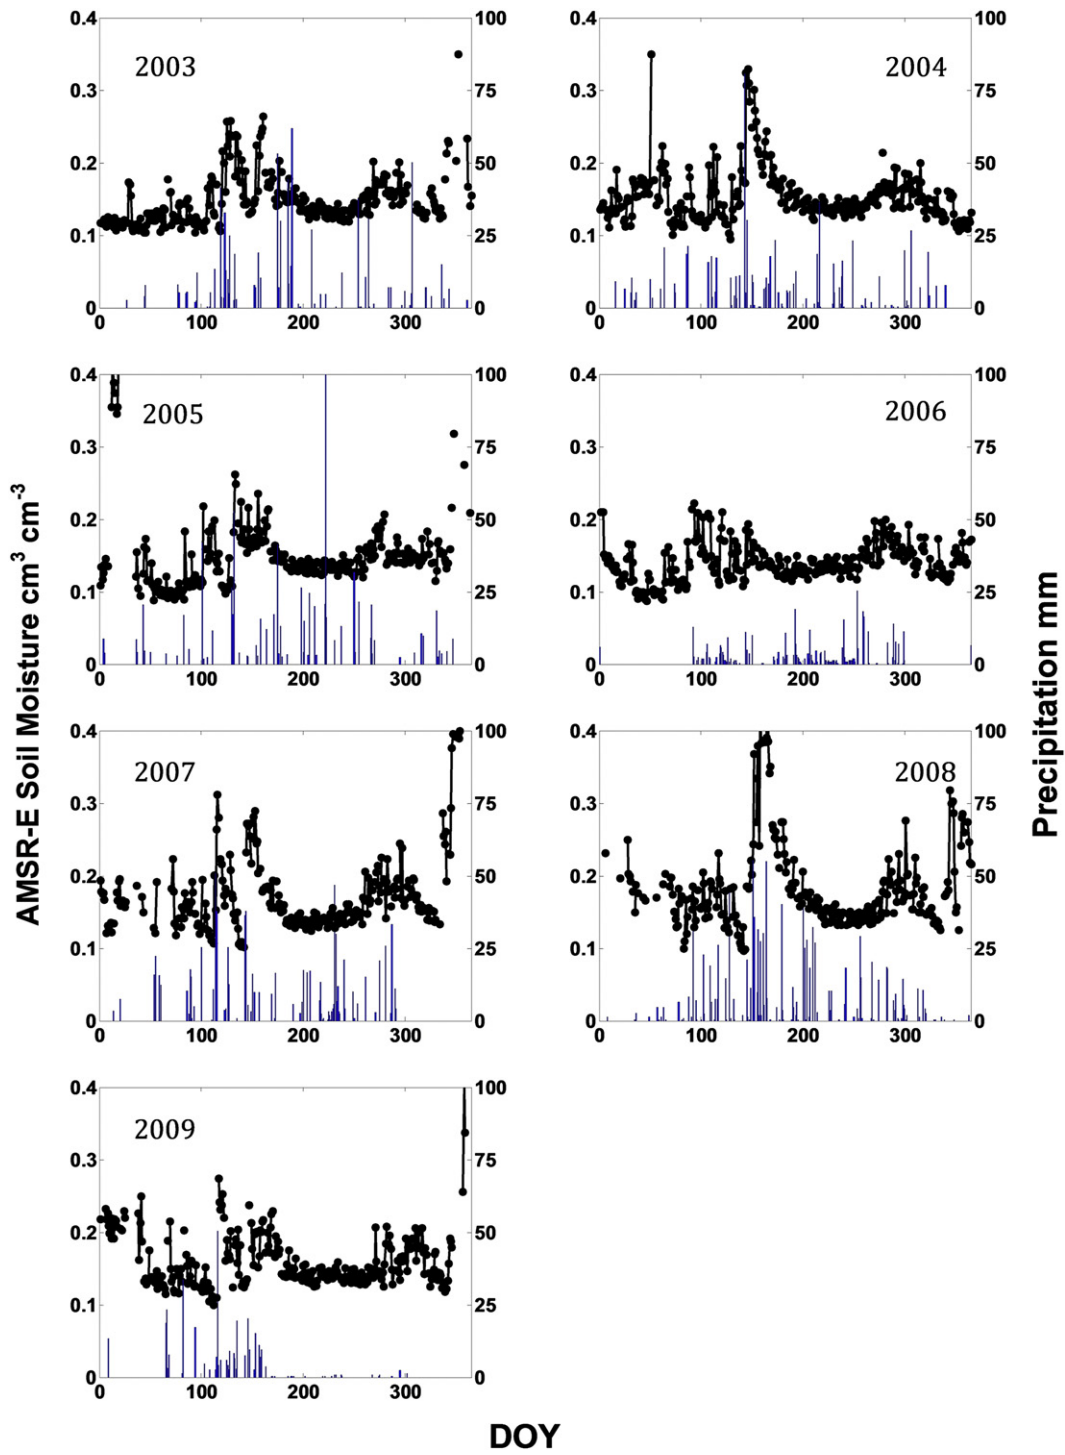 0.4 100 0.4 100
2003 2004
0.3 75 0.3 75
0.2 50 0.2 50
0.1 25 0.1 25
0 0 0 0
0 100 200 300 0 100 200 300
0.4 100 0.4 100
2005 2006
0.3 75 0.3 75
0.2 50 0.2 50
0.1 25 0.1 25
0 0 0 0
0 100 200 300 0 100 200 300
AMSR-E Soil Moisture cm³ cm⁻³
Precipitation mm
0.4 100 0.4 100
2007 2008
0.3 75 0.3 75
0.2 50 0.2 50
0.1 25 0.1 25
0 0 0 0
0 100 200 300 0 100 200 300
0.4 100
2009
0.3 75
0.2 50
0.1 25
0 0
0 100 200 300
DOY